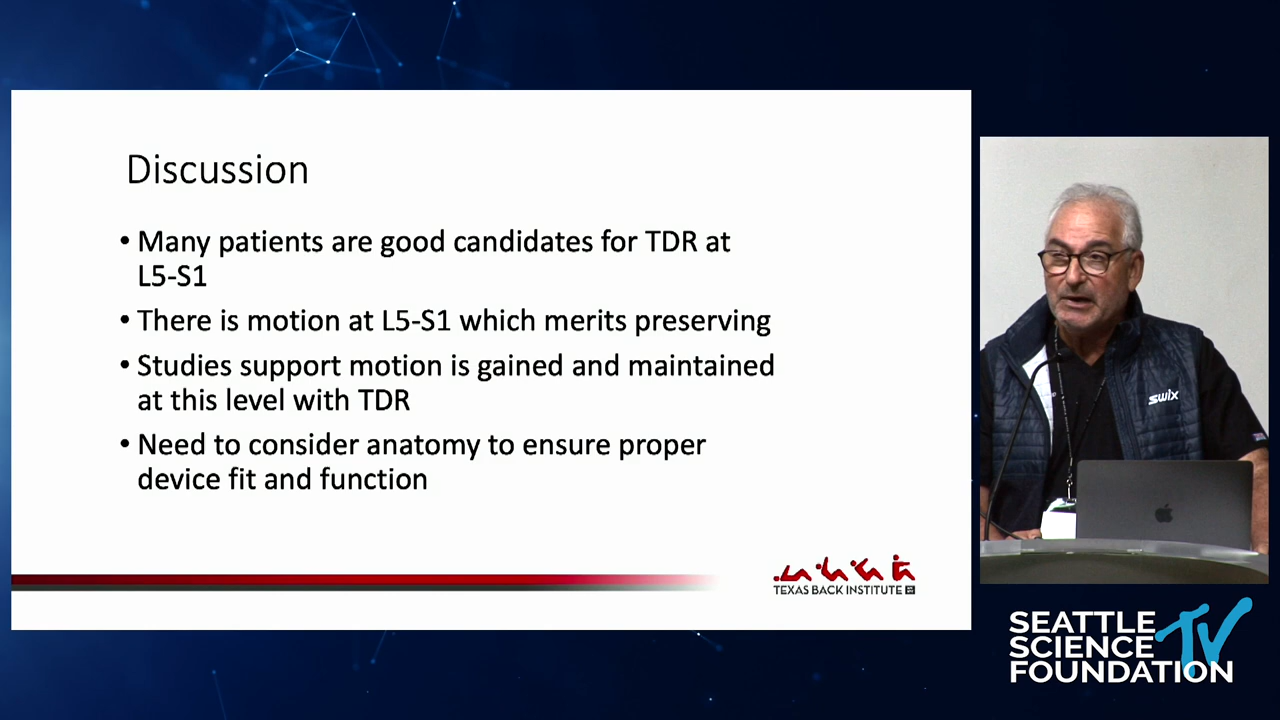 Discussion
• Many patients are good candidates for TDR at
L5-S1
• There is motion at L5-S1 which merits preserving
• Studies support motion is gained and maintained
at this level with TDR
• Need to consider anatomy to ensure proper
device fit and function
TEXAS BACK INSTITUTE
swix
SEATTLE
SCIENCE
FOUNDATION
TV